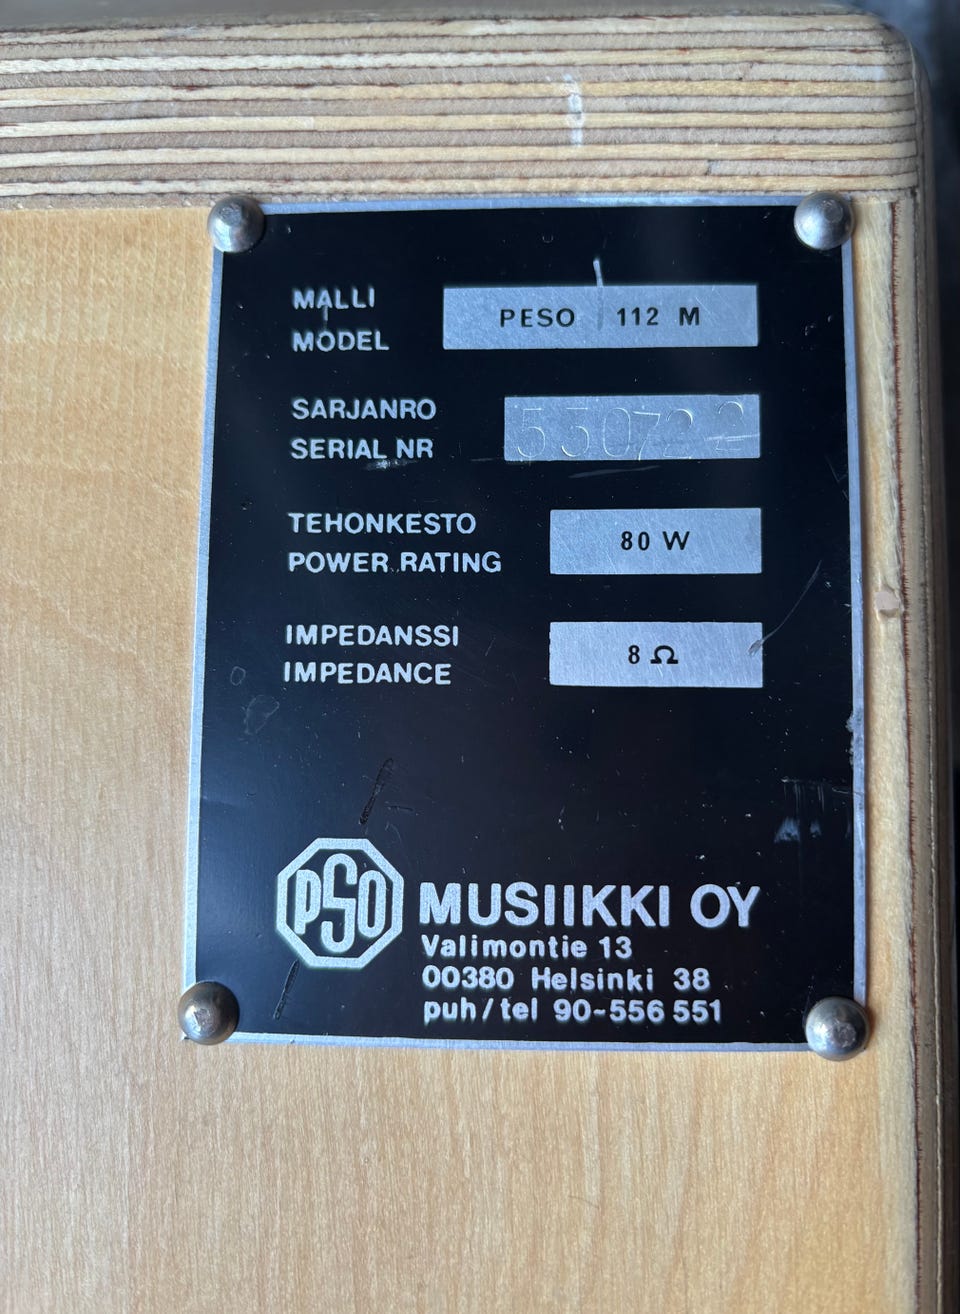 MALLI
MODEL
PESO 112 M
SARJANRO
SERIAL NR
530722
TEHONKESTO
POWER RATING
80 W
IMPEDANSSI
IMPEDANCE
8 Ω
PSO MUSIIKKI OY
Valimontie 13
00380 Helsinki 38
puh/tel 90-556 551